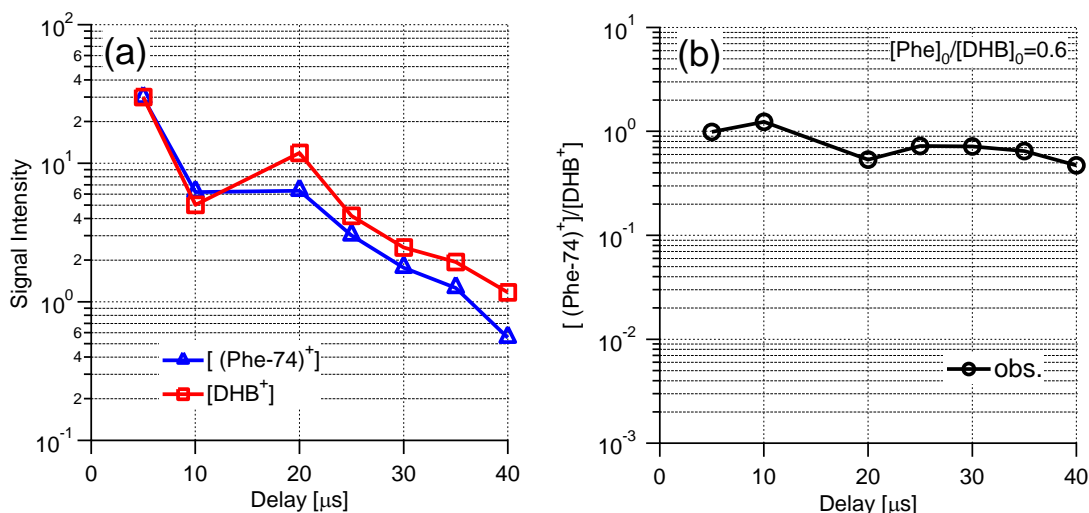 (a)
Signal Intensity
10^2
6
4
2
10^1
6
4
2
10^0
6
4
2
10^-1
[ (Phe-74)^+]
[DHB^+]
0 10 20 30 40
Delay [μs]
(b)
[Phe]_0/[DHB]_0=0.6
[ (Phe-74)^+]/[DHB^+]
10^1
10^0
10^-1
10^-2
10^-3
obs.
0 10 20 30 40
Delay [μs]